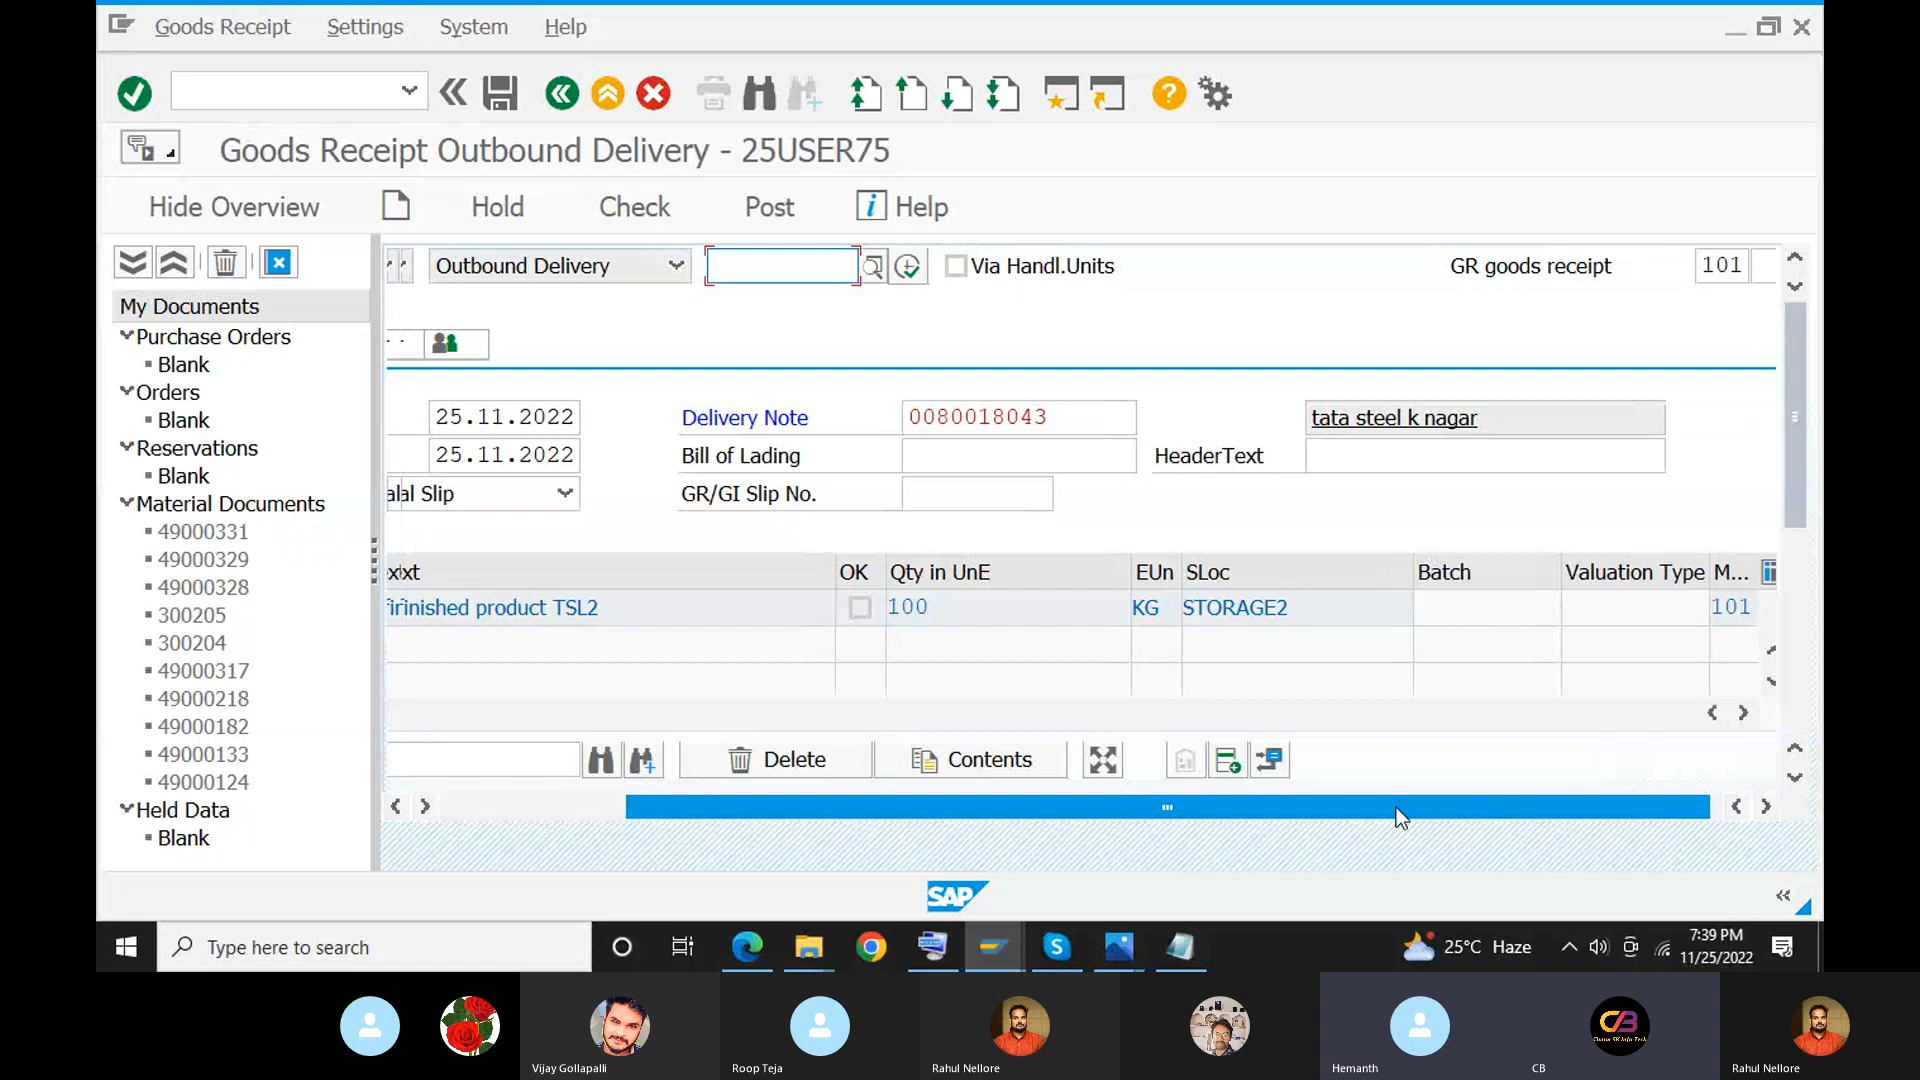 Goods Receipt Settings System Help
Goods Receipt Outbound Delivery - 25USER75
Hide Overview Hold Check Post i Help
Outbound Delivery Via Handl.Units GR goods receipt 101
My Documents
Purchase Orders
Blank
Orders
Blank
Reservations
Blank
Material Documents
49000331
49000329
49000328
300205
300204
49000317
49000218
49000182
49000133
49000124
Held Data
Blank
25.11.2022 Delivery Note 0080018043 tata steel k nagar
25.11.2022 Bill of Lading HeaderText
Slip GR/GI Slip No.
OK Qty in UnE EUn SLoc Batch Valuation Type M...
product TSL2 100 KG STORAGE2 101
Delete Contents
SAP
Type here to search 25°C Haze 7:39 PM
11/25/2022
Vijay Gollapalli Roop Teja Rahul Nellore Hemanth CB Rahul Nellore